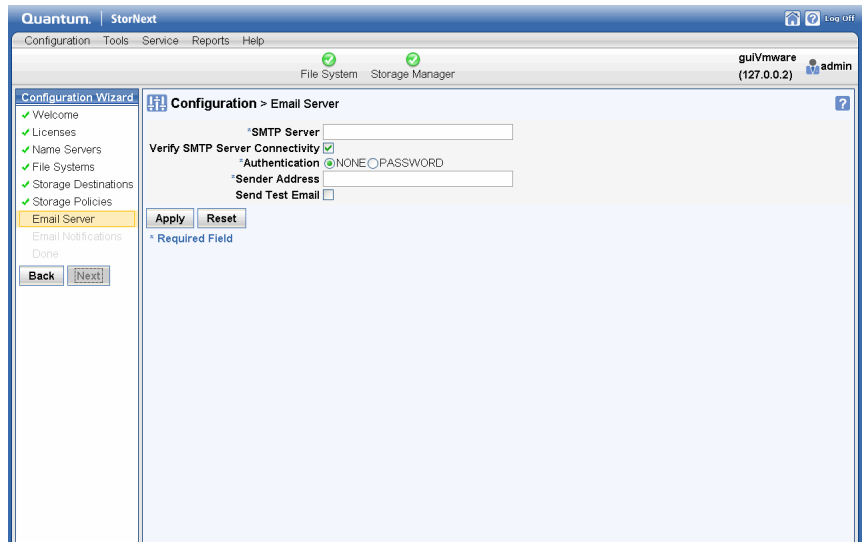 Quantum. StorNext
? Log Off
Configuration Tools Service Reports Help
File System Storage Manager
guiVmware
(127.0.0.2)
admin
Configuration Wizard
Welcome
Licenses
Name Servers
File Systems
Storage Destinations
Storage Policies
Email Server
Email Notifications
Done
Back Next
Configuration > Email Server
?
*SMTP Server
Verify SMTP Server Connectivity
*Authentication NONE PASSWORD
*Sender Address
Send Test Email
Apply Reset
* Required Field